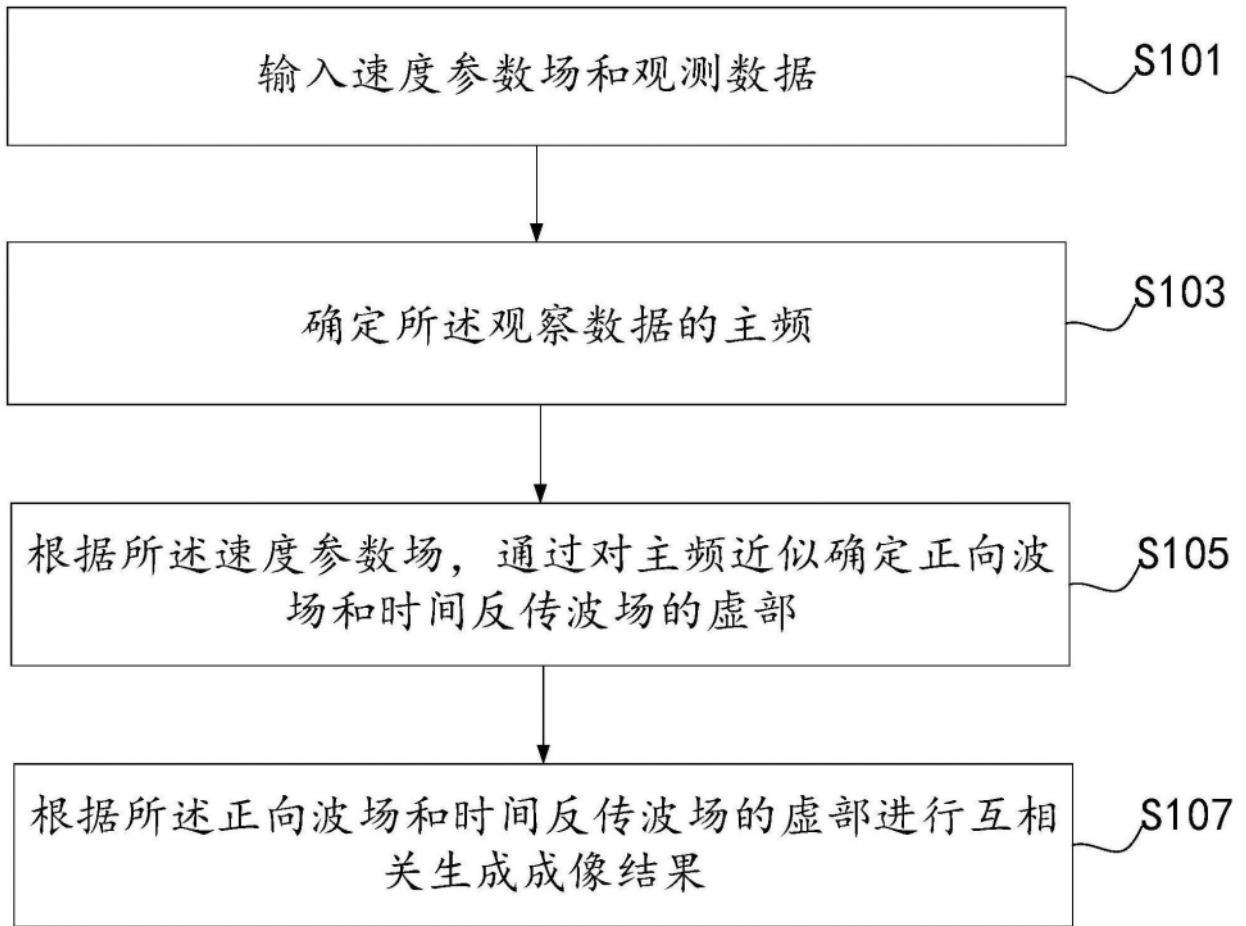 输入速度参数场和观测数据
S101
确定所述观察数据的主频
S103
根据所述速度参数场，通过对主频近似确定正向波
场和时间反传波场的虚部
S105
根据所述正向波场和时间反传波场的虚部进行互相
关生成成像结果
S107